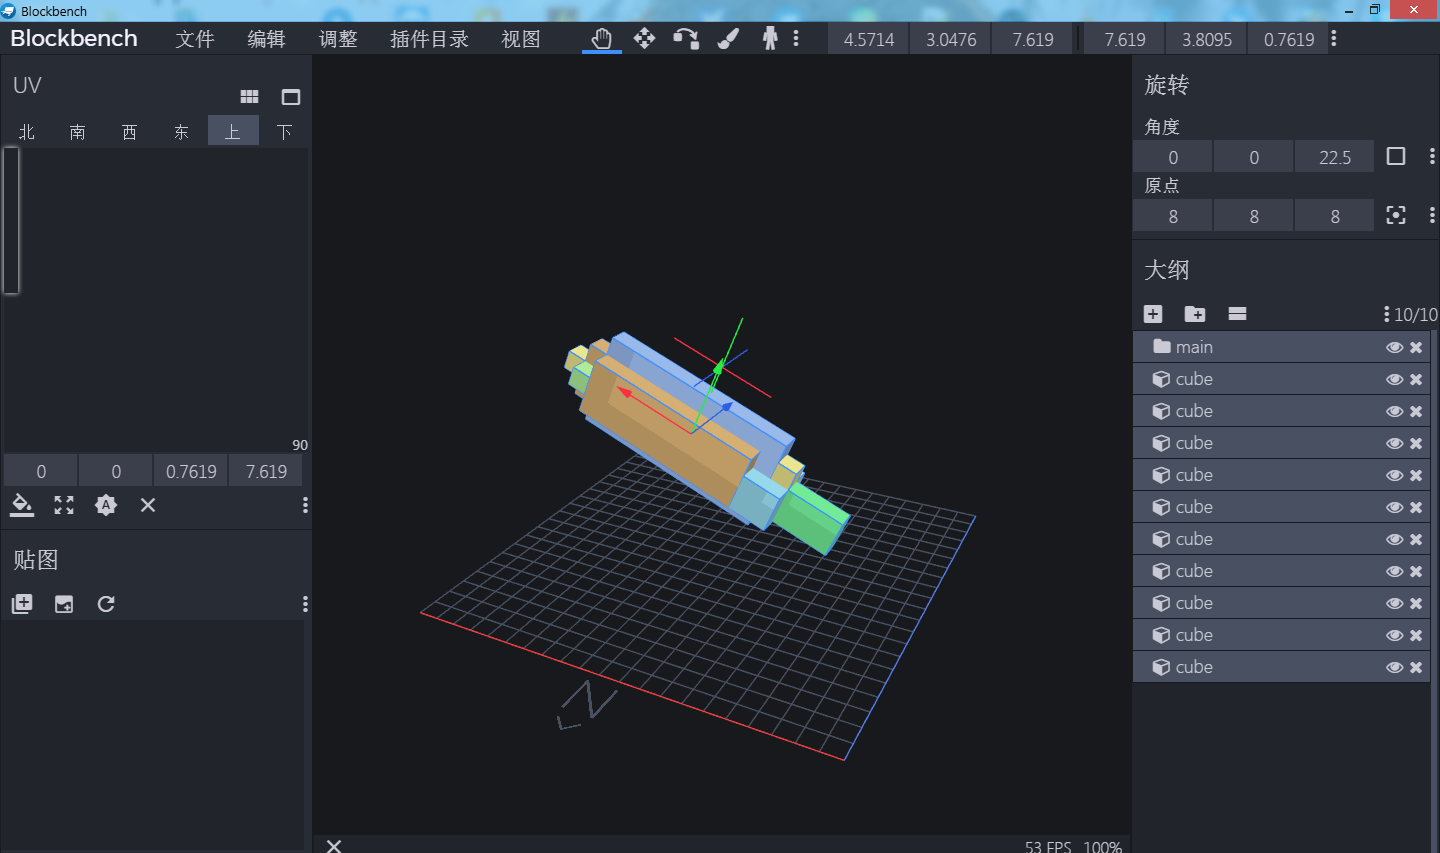 Blockbench
Blockbench 文件 编辑 调整 插件目录 视图 4.5714 3.0476 7.619 7.619 3.8095 0.7619
UV
北 南 西 东 上 下
90
0 0 0.7619 7.619
A
贴图
旋转
角度
0 0 22.5
原点
8 8 8
大纲
10/10
main
cube
cube
cube
cube
cube
cube
cube
cube
cube
cube
53 FPS 100%